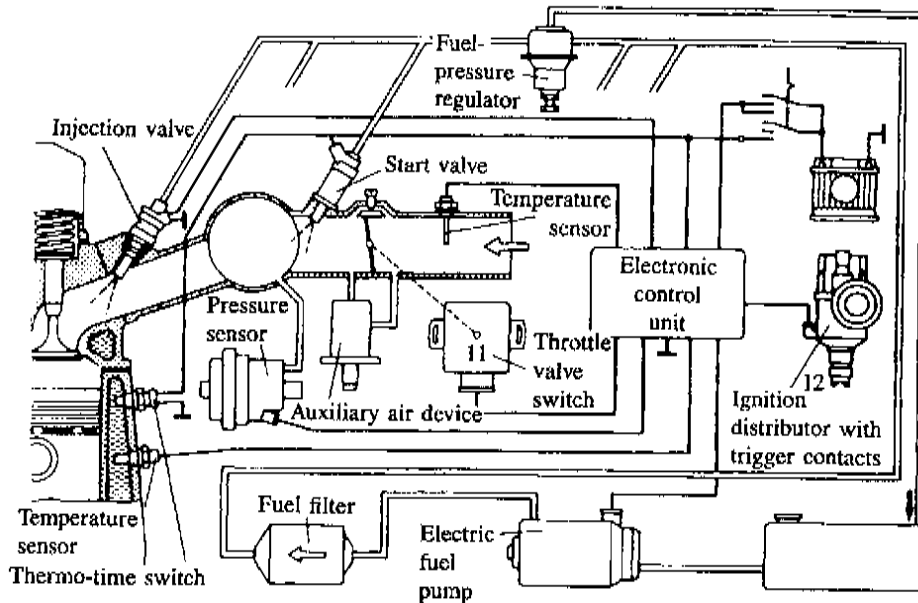 Fuel-
pressure
regulator
Injection valve
Start valve
Temperature
sensor
Electronic
control
unit
Pressure
sensor
11
Throttle
valve
switch
12
Auxiliary air device
Ignition
distributor with
trigger contacts
Temperature
sensor
Thermo-time switch
Fuel filter
Electric
fuel
pump